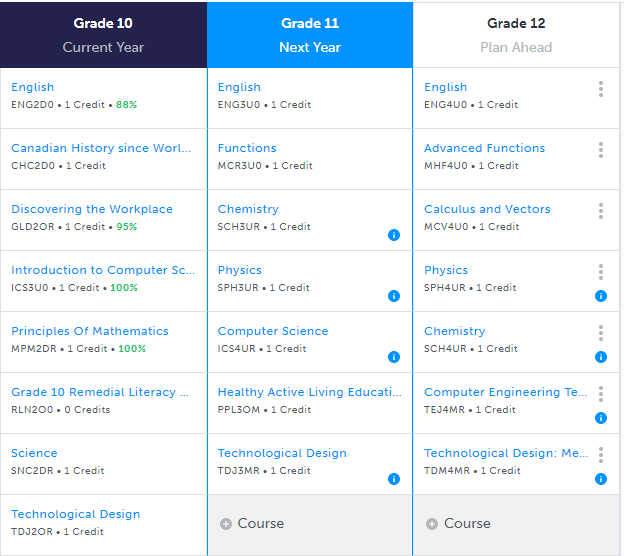 Grade 10
Current Year
Grade 11
Next Year
Grade 12
Plan Ahead
English
ENG2D0 • 1 Credit • 88%
English
ENG3U0 • 1 Credit
English
ENG4U0 • 1 Credit
Canadian History since Worl...
CHC2D0 • 1 Credit
Functions
MCR3U0 • 1 Credit
Advanced Functions
MHF4U0 • 1 Credit
Discovering the Workplace
GLD2OR • 1 Credit • 95%
Chemistry
SCH3UR • 1 Credit
Calculus and Vectors
MCV4U0 • 1 Credit
Introduction to Computer Sc...
ICS3U0 • 1 Credit • 100%
Physics
SPH3UR • 1 Credit
Physics
SPH4UR • 1 Credit
Principles Of Mathematics
MPM2DR • 1 Credit • 100%
Computer Science
ICS4UR • 1 Credit
Chemistry
SCH4UR • 1 Credit
Grade 10 Remedial Literacy ...
RLN2O0 • 0 Credits
Healthy Active Living Educati...
PPL3OM • 1 Credit
Computer Engineering Te...
TEJ4MR • 1 Credit
Science
SNC2DR • 1 Credit
Technological Design
TDJ3MR • 1 Credit
Technological Design: Me...
TDM4MR • 1 Credit
Technological Design
TDJ2OR • 1 Credit
Course
Course